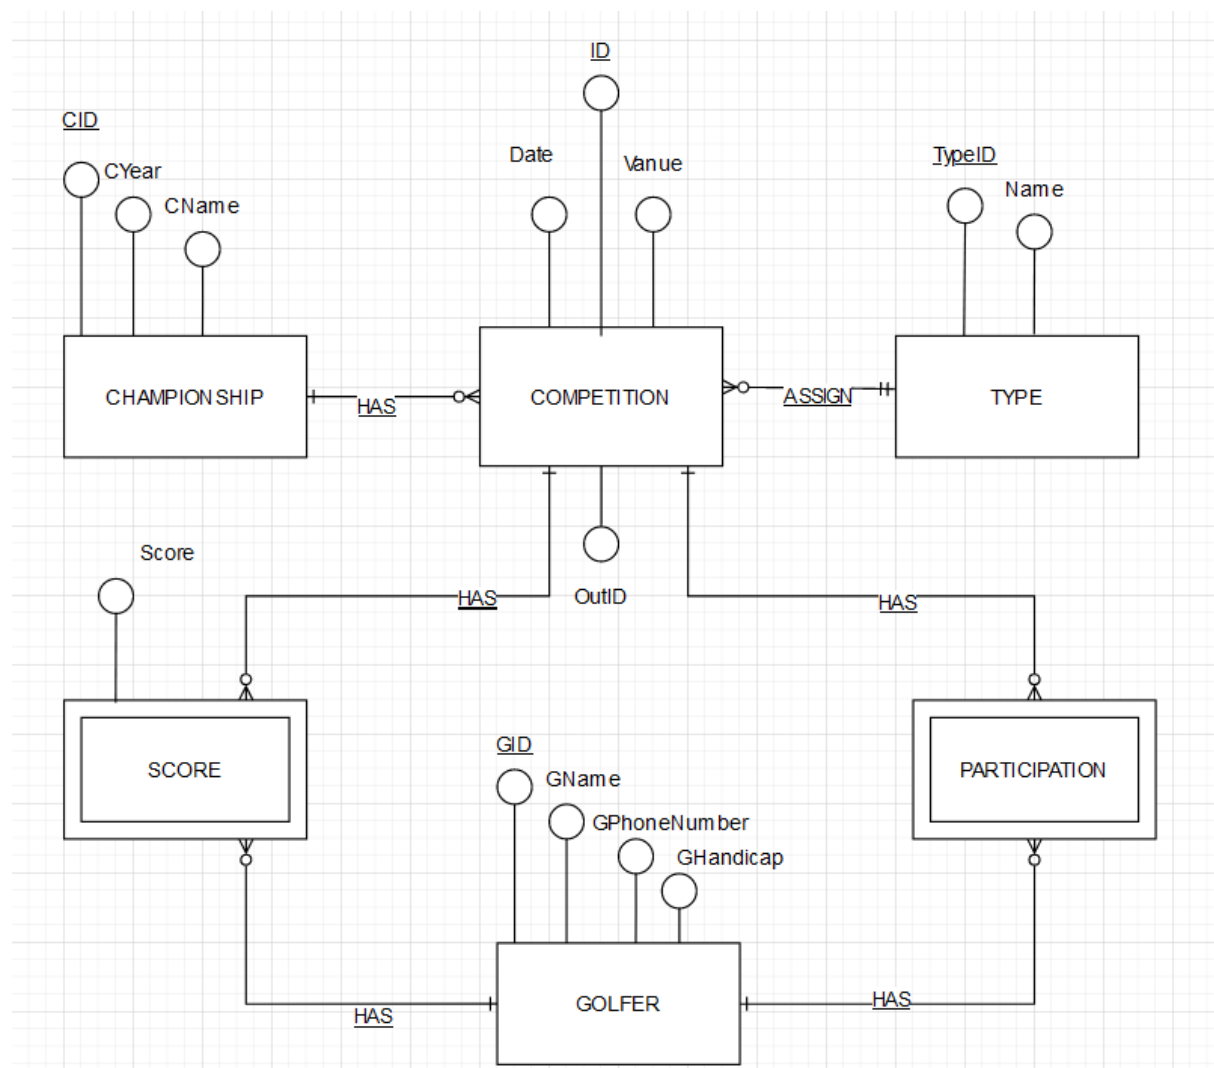 ID
CID
Date
Vanue
TypeID
CYear
Name
CName
CHAMPIONSHIP
HAS
COMPETITION
ASSIGN
TYPE
Score
HAS
OutID
HAS
SCORE
GID
GName
GPhoneNumber
GHandicap
PARTICIPATION
HAS
GOLFER
HAS